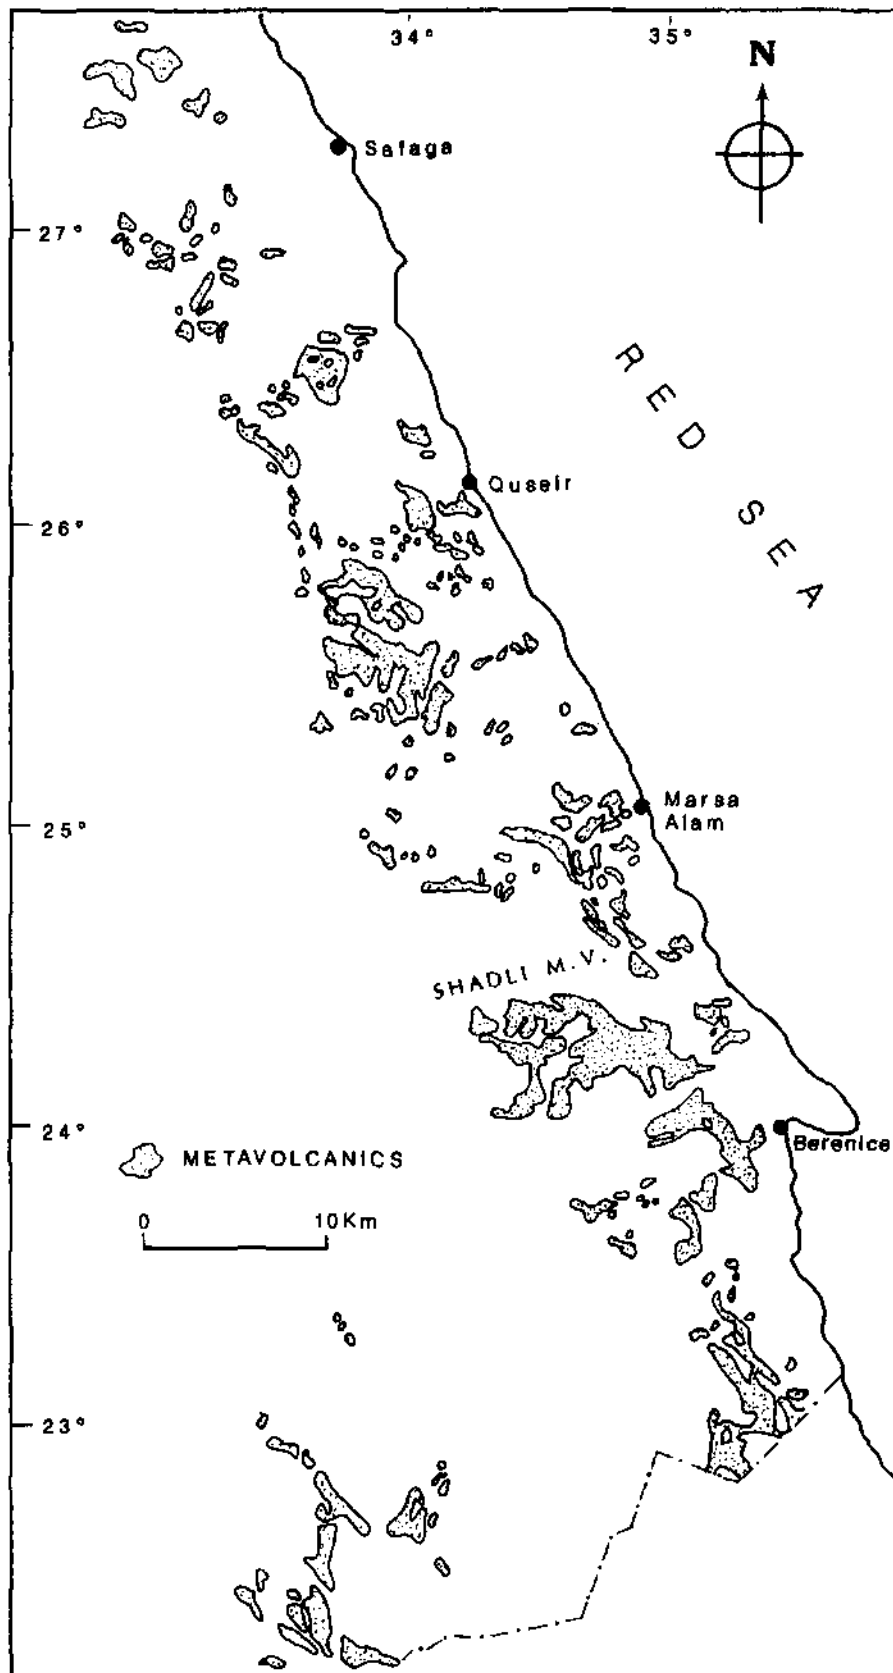 34°
35°
N
Safaga
27°
RED SEA
Quseir
26°
Marsa
Alam
25°
SHADLI M.V.
24°
Berenice
METAVOLCANICS
0 10Km
23°